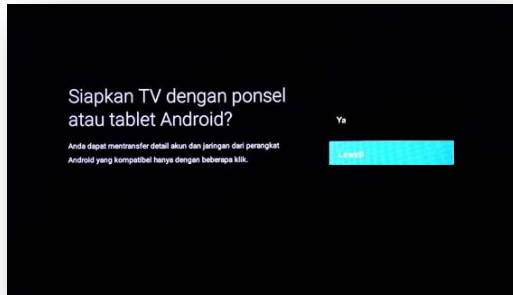 Siapkan TV dengan ponsel
atau tablet Android?
Anda dapat mentransfer detail akun dan jaringan dari perangkat
Android yang kompatibel hanya dengan beberapa klik.
Ya
Lewati